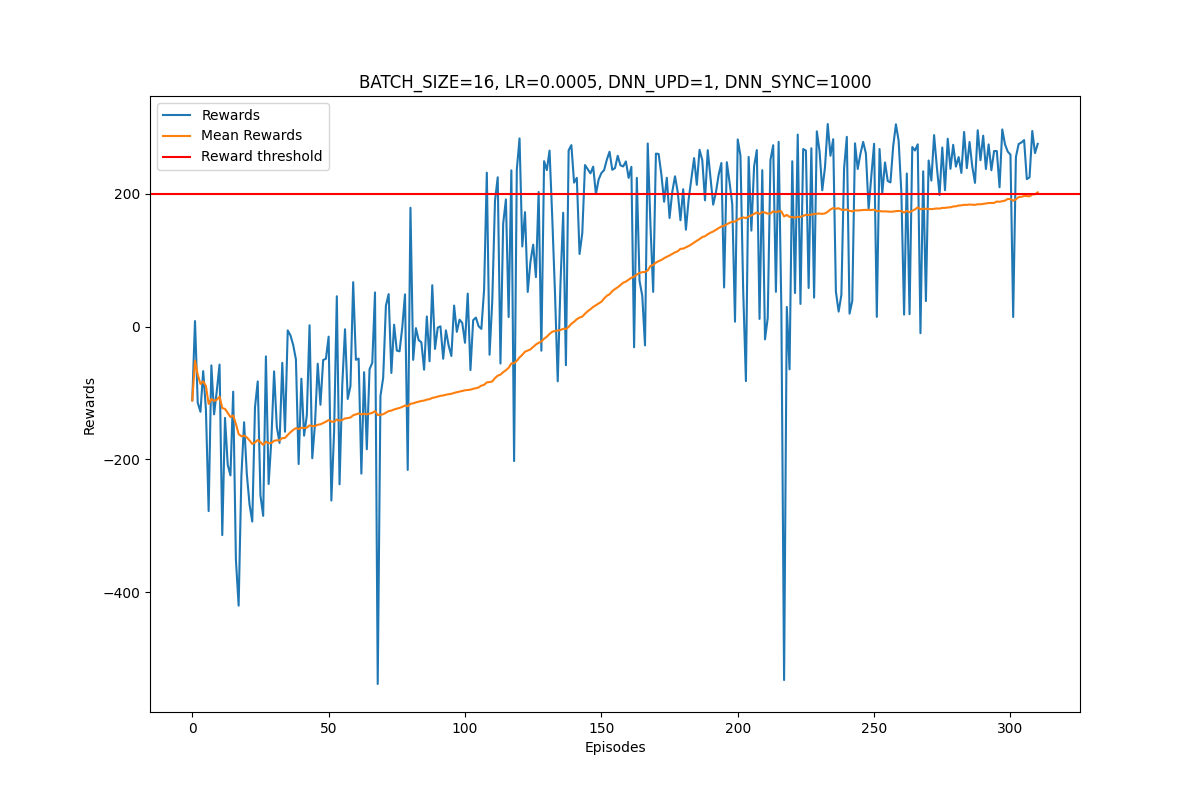 BATCH_SIZE=16, LR=0.0005, DNN_UPD=1, DNN_SYNC=1000
Rewards
Mean Rewards
Reward threshold
200
0
−200
−400
Rewards
0 50 100 150 200 250 300
Episodes